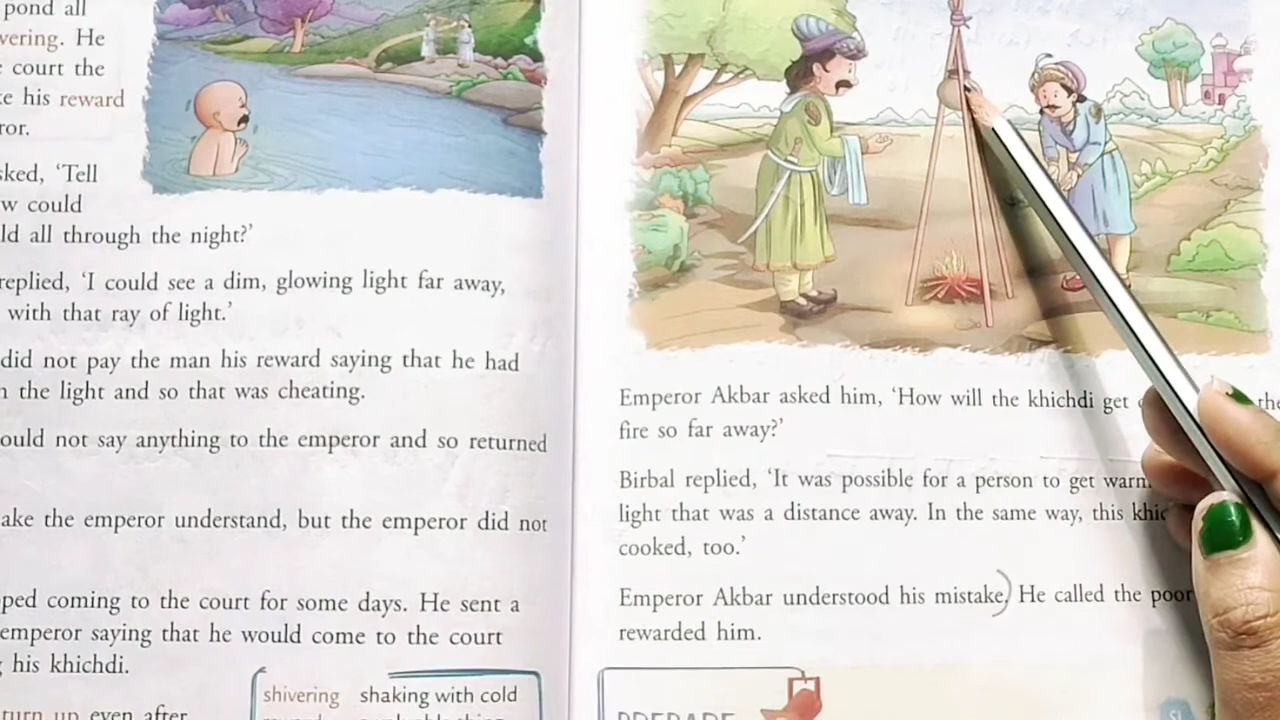 pond all
vering. He
court the
his reward
ror.
sked, ‘Tell
w could
ld all through the night?’
replied, ‘I could see a dim, glowing light far away,
with that ray of light.’
did not pay the man his reward saying that he had
the light and so that was cheating.
ould not say anything to the emperor and so returned
ake the emperor understand, but the emperor did not
ped coming to the court for some days. He sent a
emperor saying that he would come to the court
his khichdi.
turn up even after
shivering shaking with cold
Emperor Akbar asked him, ‘How will the khichdi get
fire so far away?’
Birbal replied, ‘It was possible for a person to get warm
light that was a distance away. In the same way, this khic
cooked, too.’
Emperor Akbar understood his mistake. He called the poor
rewarded him.
PREPARE